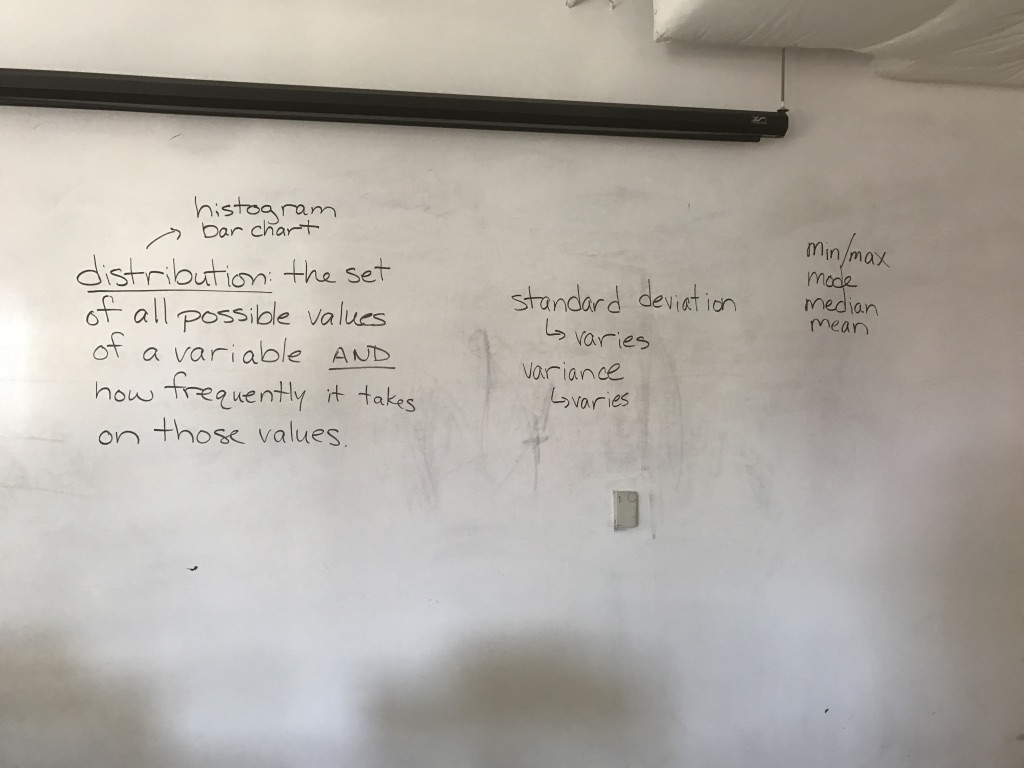 histogram
bar chart
distribution: the set
of all possible values
of a variable AND
how frequently it takes
on those values.
standard deviation
↳ varies
variance
↳ varies
min/max
mode
median
mean